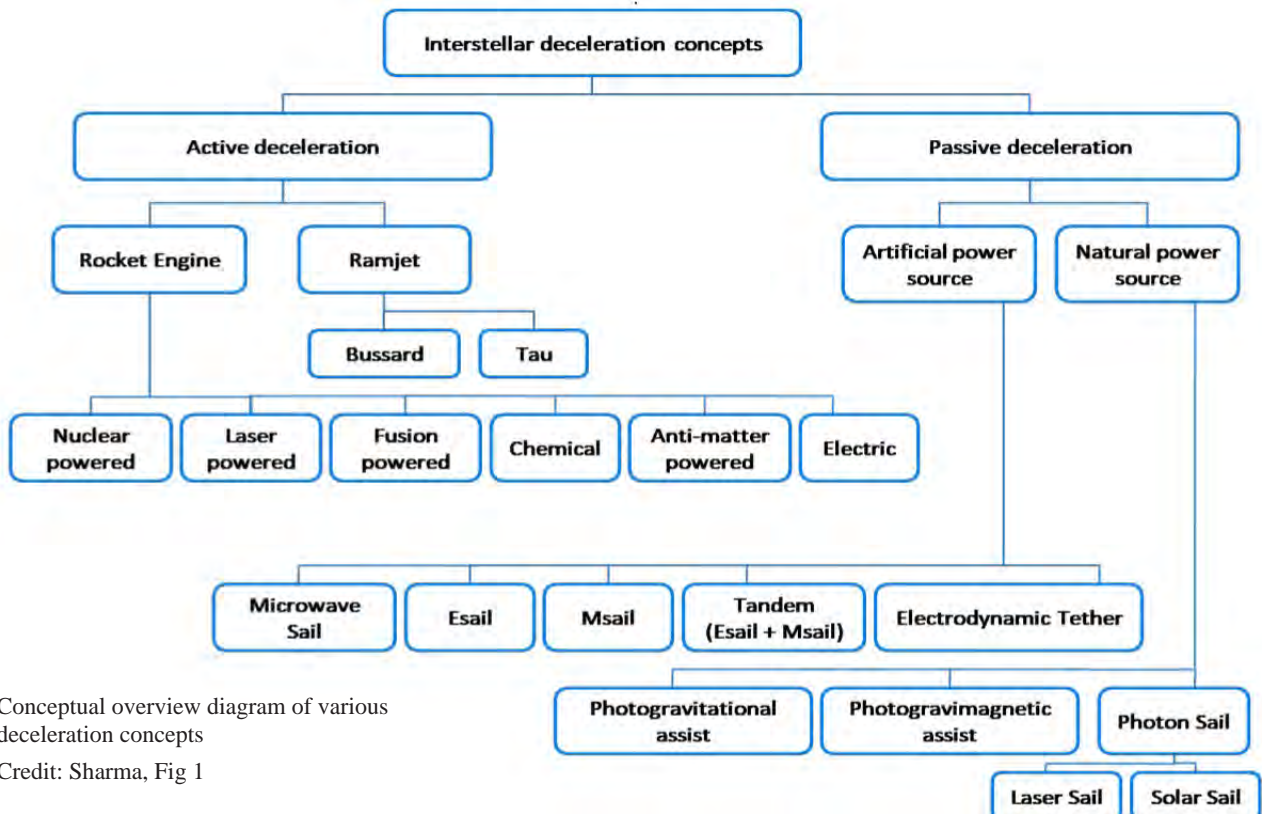 Interstellar deceleration concepts
Active deceleration
Passive deceleration
Rocket Engine
Ramjet
Artificial power
source
Natural power
source
Bussard
Tau
Nuclear
powered
Laser
powered
Fusion
powered
Chemical
Anti-matter
powered
Electric
Microwave
Sail
Esail
Msail
Tandem
(Esail + Msail)
Electrodynamic Tether
Photogravitational
assist
Photogravimagnetic
assist
Photon Sail
Laser Sail
Solar Sail
Conceptual overview diagram of various
deceleration concepts
Credit: Sharma, Fig 1